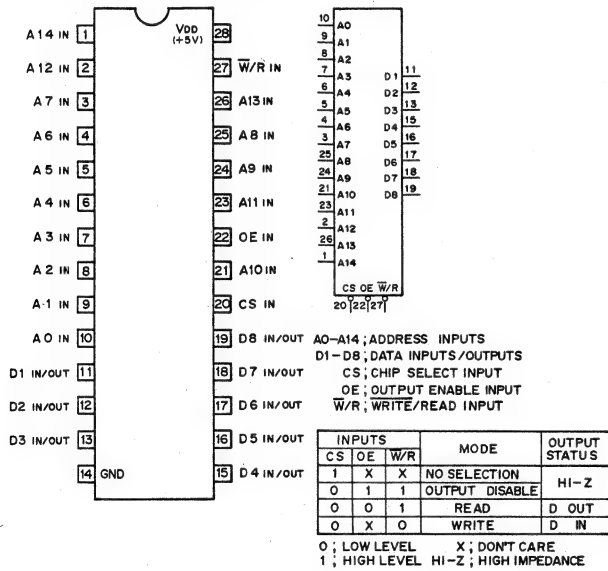 A14 IN 1
A12 IN 2
A7 IN 3
A6 IN 4
A5 IN 5
A4 IN 6
A3 IN 7
A2 IN 8
A-1 IN 9
A0 IN 10
D1 IN/OUT 11
D2 IN/OUT 12
D3 IN/OUT 13
14 GND
VDD
(+5V)
28
27 W̅/R IN
26 A13 IN
25 A8 IN
24 A9 IN
23 A11 IN
22 OE IN
21 A10 IN
20 CS IN
19 D8 IN/OUT
18 D7 IN/OUT
17 D6 IN/OUT
16 D5 IN/OUT
15 D4 IN/OUT
10 A0
9 A1
8 A2
7 A3
6 A4
5 A5
4 A6
3 A7
25 A8
24 A9
21 A10
23 A11
2 A12
26 A13
1 A14
D1 11
D2 12
D3 13
D4 15
D5 16
D6 17
D7 18
D8 19
CS OE W̅/R
20 22 27
A0-A14 ; ADDRESS INPUTS
D1-D8 ; DATA INPUTS/OUTPUTS
CS ; CHIP SELECT INPUT
OE ; OUTPUT ENABLE INPUT
W̅/R ; W̅R̅I̅T̅E̅/READ INPUT
INPUTS MODE OUTPUT STATUS
CS OE W̅/R
1 X X NO SELECTION HI-Z
0 1 1 OUTPUT DISABLE
0 0 1 READ D OUT
0 X 0 WRITE D IN
0 ; LOW LEVEL X ; DON'T CARE
1 ; HIGH LEVEL HI-Z ; HIGH IMPEDANCE